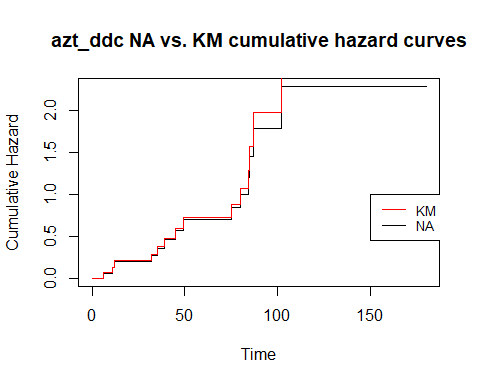 azt_ddc NA vs. KM cumulative hazard curves
Cumulative Hazard
2.0
1.5
1.0
0.5
0.0
KM
NA
0 50 100 150
Time